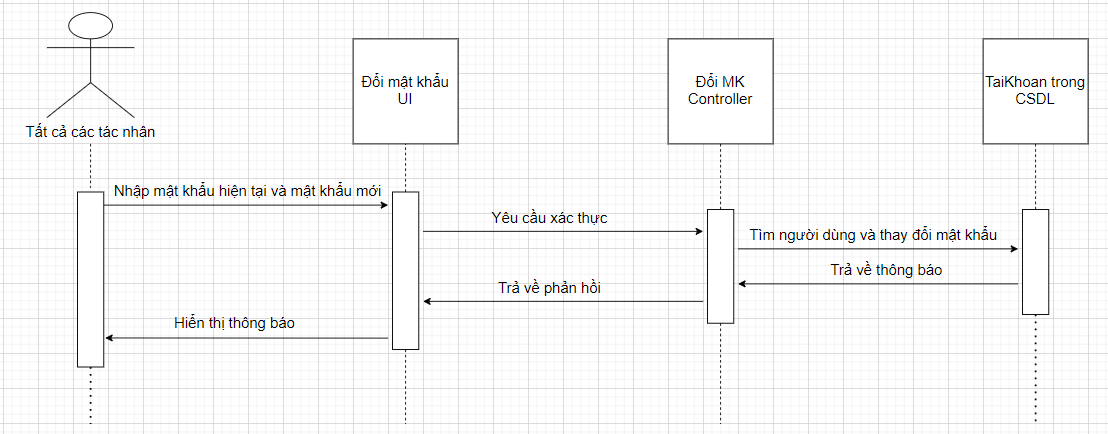 Tất cả các tác nhân
Đổi mật khẩu
UI
Đổi MK
Controller
TaiKhoan trong
CSDL
Nhập mật khẩu hiện tại và mật khẩu mới
Yêu cầu xác thực
Tìm người dùng và thay đổi mật khẩu
Trả về thông báo
Trả về phản hồi
Hiển thị thông báo